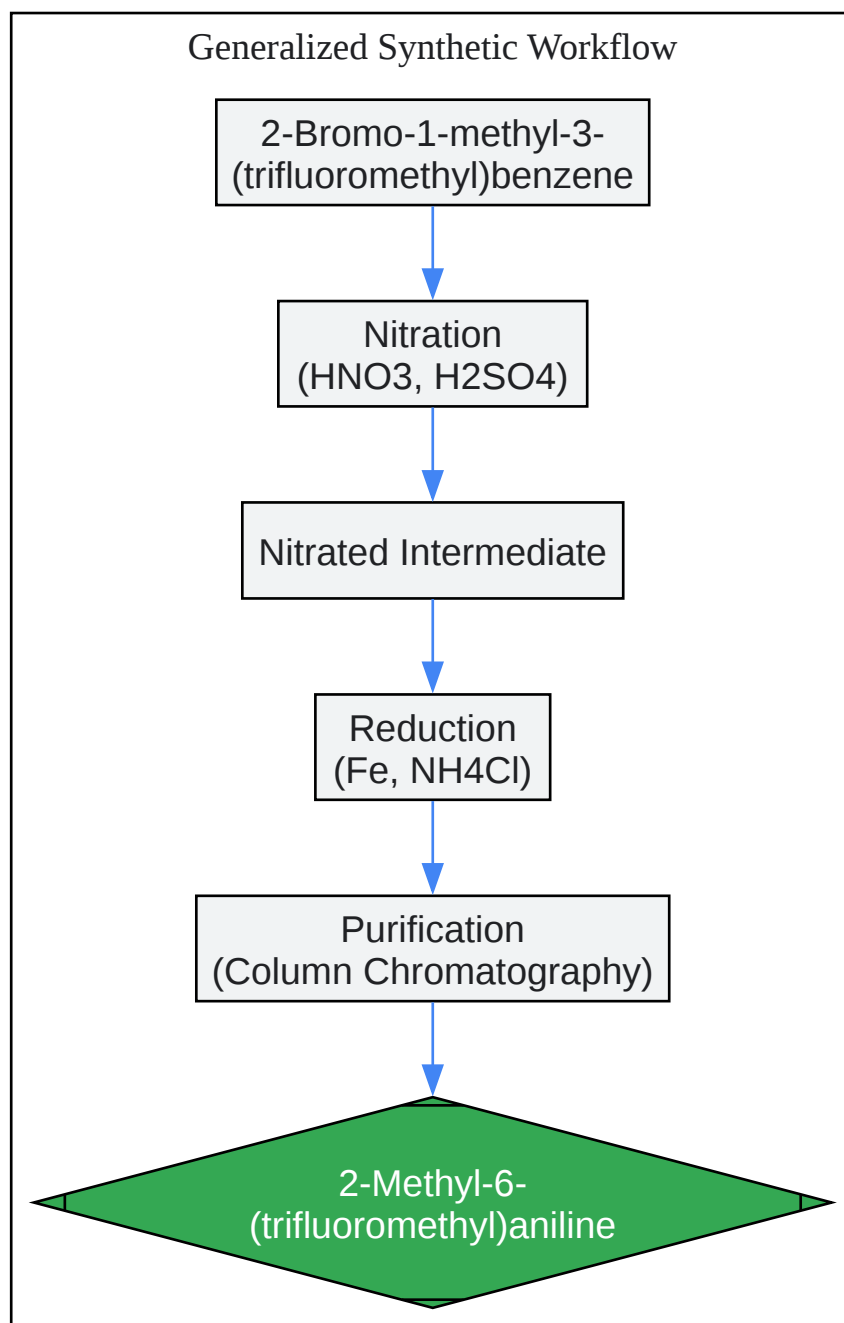 Generalized Synthetic Workflow
2-Bromo-1-methyl-3-
(trifluoromethyl)benzene
Nitration
(HNO3, H2SO4)
Nitrated Intermediate
Reduction
(Fe, NH4Cl)
Purification
(Column Chromatography)
2-Methyl-6-
(trifluoromethyl)aniline